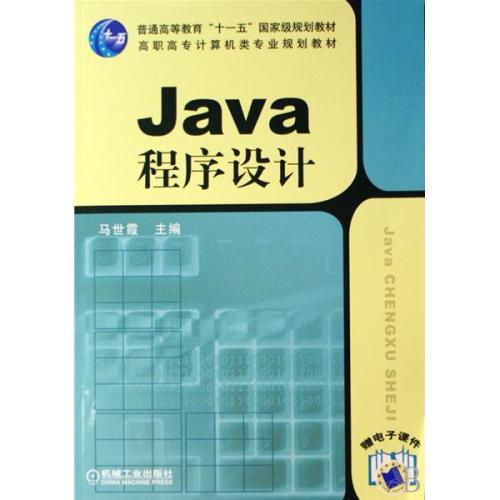 十一五
普通高等教育“十一五”国家级规划教材
高职高专计算机类专业规划教材
Java
程序设计
马世霞 主编
Java CHENGXU SHEJI
赠电子课件
机械工业出版社
CHINA MACHINE PRESS